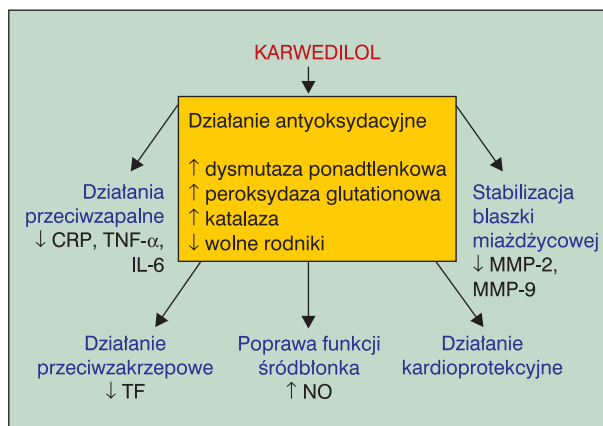 KARWEDILOL
Działanie antyoksydacyjne
↑ dysmutaza ponadtlenkowa
↑ peroksydaza glutationowa
↑ katalaza
↓ wolne rodniki
Działania
przeciwzapalne
↓ CRP, TNF-α,
IL-6
Stabilizacja
blaszki
miażdżycowej
↓ MMP-2,
MMP-9
Działanie
przeciwzakrzepowe
↓ TF
Poprawa funkcji
śródbłonka
↑ NO
Działanie
kardioprotekcyjne